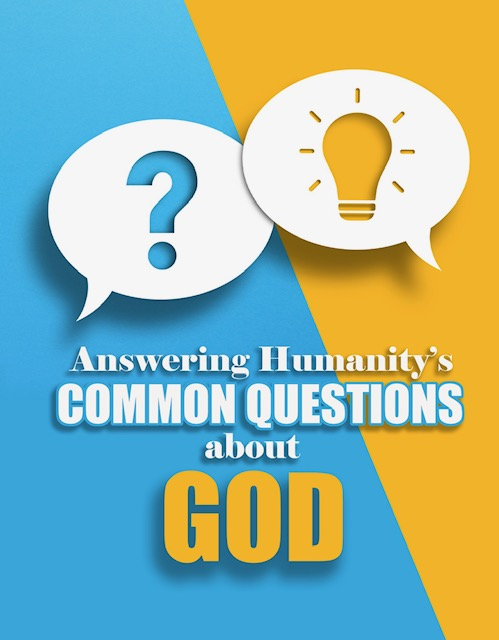 Answering Humanity's
COMMON QUESTIONS
about
GOD